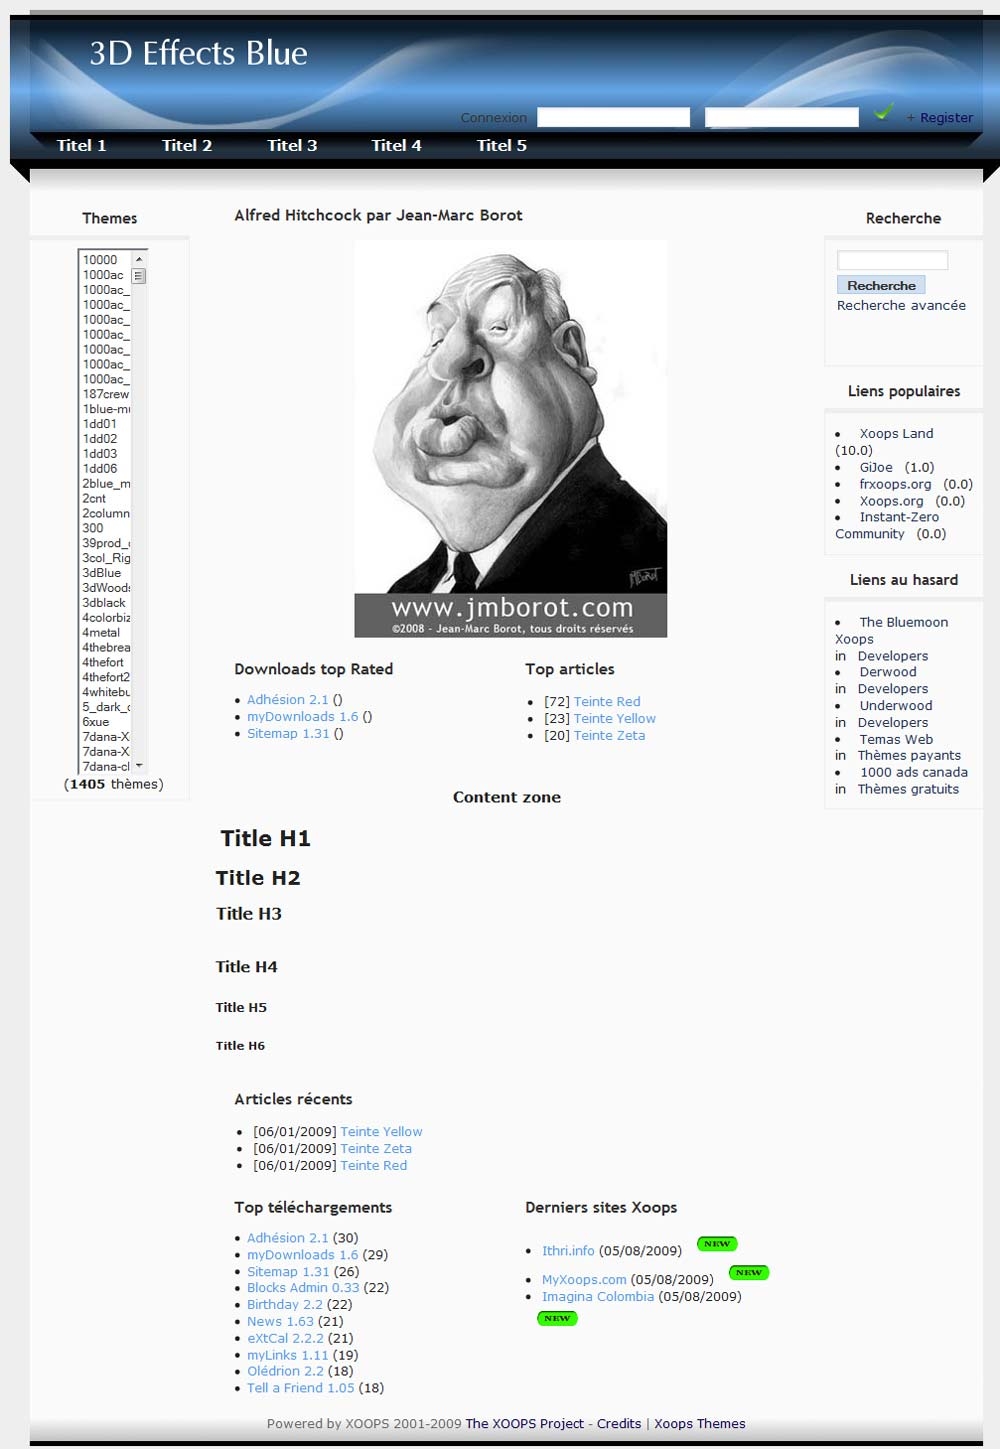 3D Effects Blue
Connexion
+ Register
Titel 1 Titel 2 Titel 3 Titel 4 Titel 5
Themes
10000
1000ac
1000ac_
1000ac_
1000ac_
1000ac_
1000ac_
1000ac_
1000ac_
187crew
1blue-mu
1dd01
1dd02
1dd03
1dd06
2blue_m
2cnt
2column
300
39prod_
3col_Rig
3dBlue
3dWoods
3dblack
4colorbiz
4metal
4thebrea
4thefort
4thefort2
4whitebu
5_dark_
6xue
7dana-X
7dana-X
7dana-cl
(1405 thèmes)
Alfred Hitchcock par Jean-Marc Borot
JMBorot
www.jmborot.com
©2008 - Jean-Marc Borot, tous droits réservés
Downloads top Rated
• Adhésion 2.1 ()
• myDownloads 1.6 ()
• Sitemap 1.31 ()
Top articles
• [72] Teinte Red
• [23] Teinte Yellow
• [20] Teinte Zeta
Content zone
Title H1
Title H2
Title H3
Title H4
Title H5
Title H6
Articles récents
• [06/01/2009] Teinte Yellow
• [06/01/2009] Teinte Zeta
• [06/01/2009] Teinte Red
Top téléchargements
• Adhésion 2.1 (30)
• myDownloads 1.6 (29)
• Sitemap 1.31 (26)
• Blocks Admin 0.33 (22)
• Birthday 2.2 (22)
• News 1.63 (21)
• eXtCal 2.2.2 (21)
• myLinks 1.11 (19)
• Olédrion 2.2 (18)
• Tell a Friend 1.05 (18)
Derniers sites Xoops
• Ithri.info (05/08/2009) NEW
• MyXoops.com (05/08/2009) NEW
• Imagina Colombia (05/08/2009)
NEW
Recherche
Recherche
Recherche avancée
Liens populaires
• Xoops Land
(10.0)
• GiJoe (1.0)
• frxoops.org (0.0)
• Xoops.org (0.0)
• Instant-Zero
Community (0.0)
Liens au hasard
• The Bluemoon
Xoops
in Developers
• Derwood
in Developers
• Underwood
in Developers
• Temas Web
in Thèmes payants
• 1000 ads canada
in Thèmes gratuits
Powered by XOOPS 2001-2009 The XOOPS Project - Credits | Xoops Themes